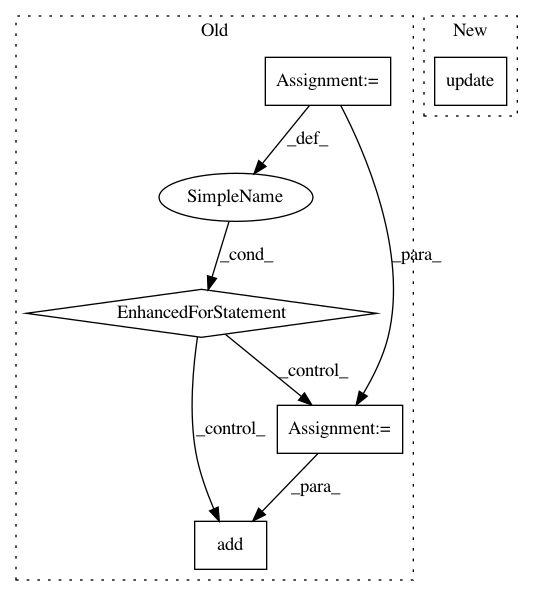 Old
New
Assignment:=
update
_def_
SimpleName
_cond_
_para_
EnhancedForStatement
_control_
_control_
Assignment:=
_para_
add